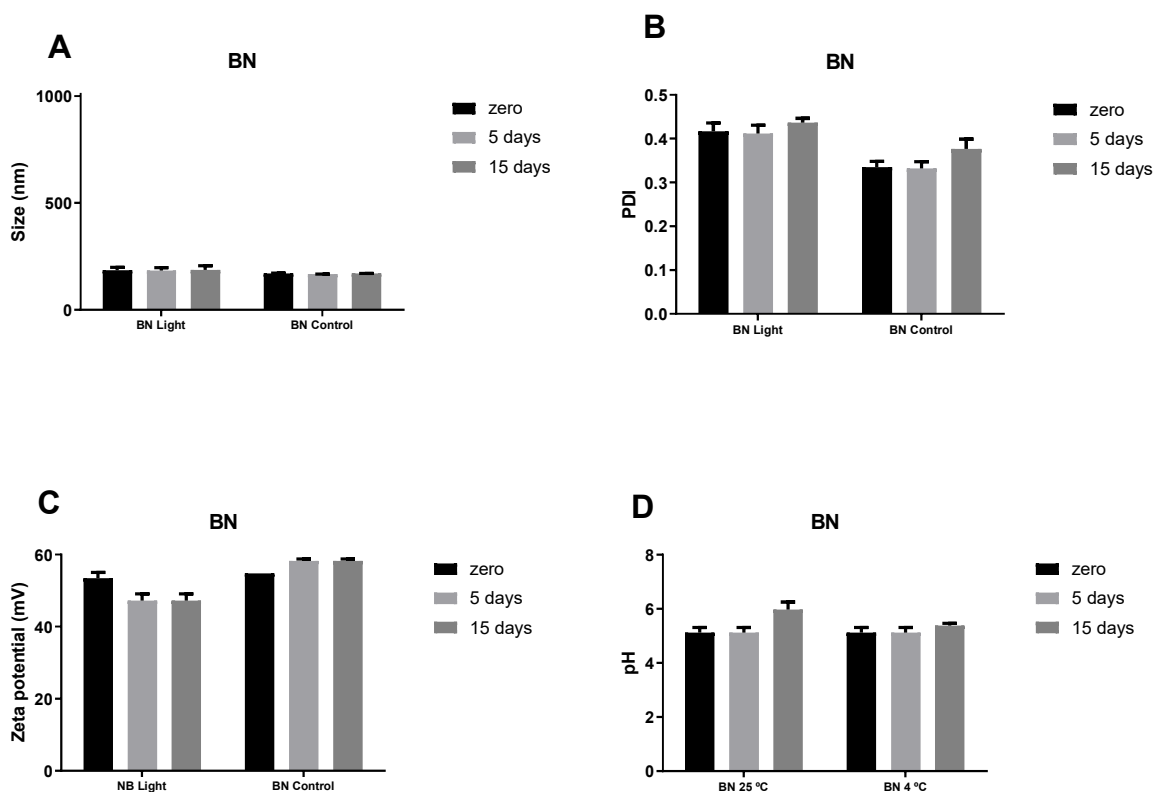 A
BN
Size (nm)
1000
500
0
BN Light
BN Control
zero
5 days
15 days
B
BN
PDI
0.5
0.4
0.3
0.2
0.1
0.0
BN Light
BN Control
zero
5 days
15 days
C
BN
Zeta potential (mV)
60
40
20
0
NB Light
BN Control
zero
5 days
15 days
D
BN
pH
8
6
4
2
0
BN 25 ºC
BN 4 ºC
zero
5 days
15 days